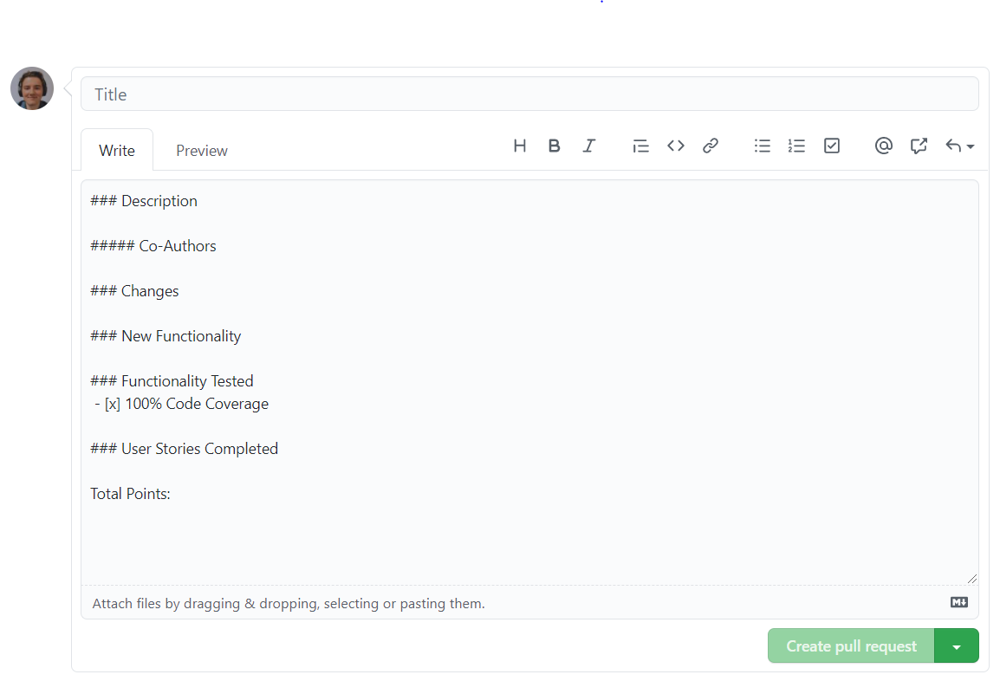 Title
Write Preview
### Description
##### Co-Authors
### Changes
### New Functionality
### Functionality Tested
- [x] 100% Code Coverage
### User Stories Completed
Total Points:
Attach files by dragging & dropping, selecting or pasting them.
Create pull request